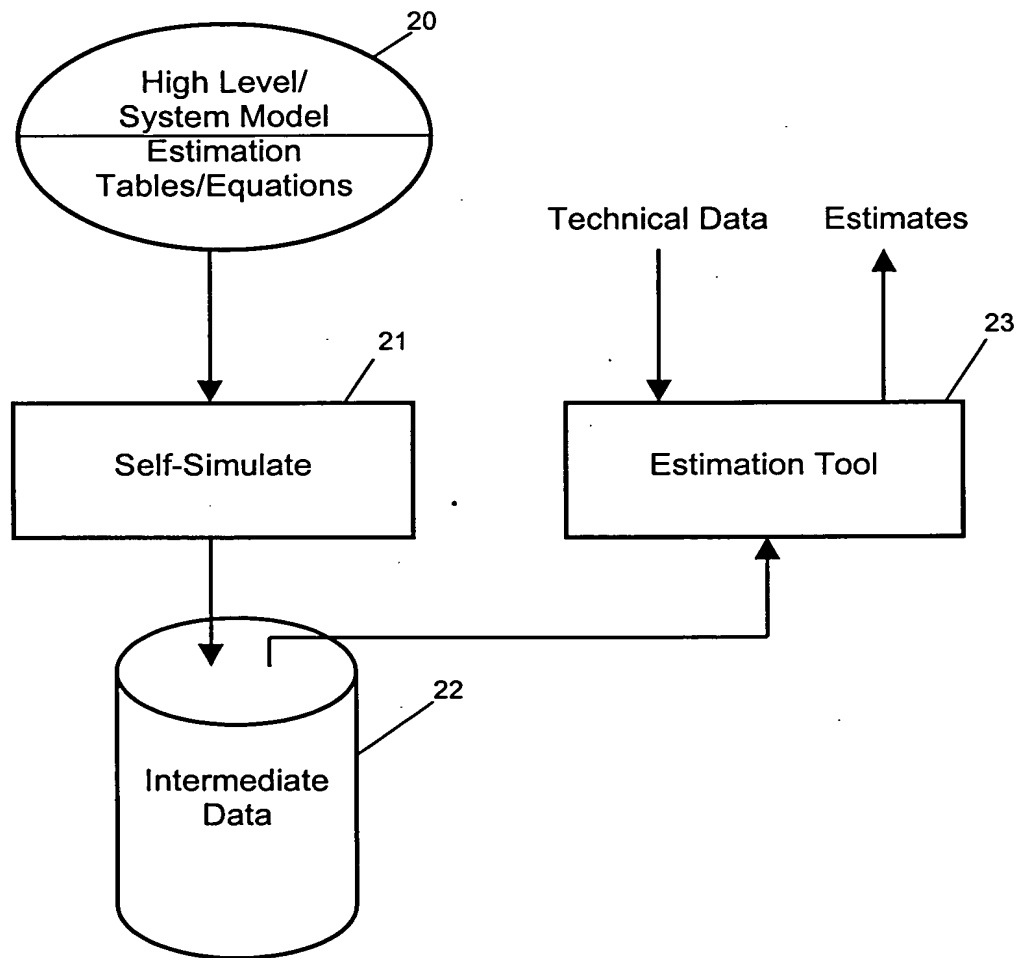 20
High Level/
System Model
Estimation
Tables/Equations
Technical Data
Estimates
21
23
Self-Simulate
Estimation Tool
22
Intermediate
Data